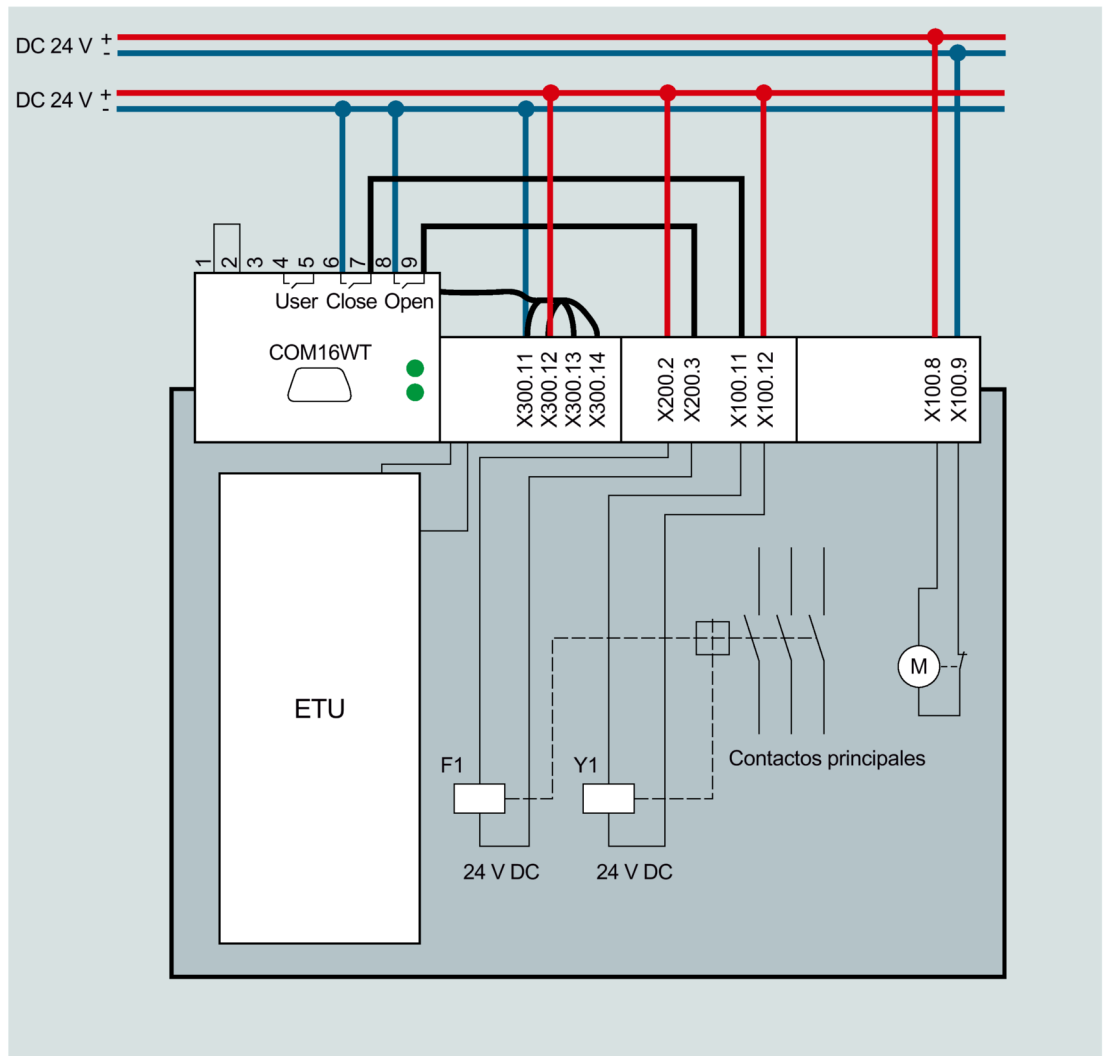 DC 24 V + -
DC 24 V + -
1 2 3 4 5 6 7 8 9
User Close Open
COM16WT
X300.11 X300.12 X300.13 X300.14 X200.2 X200.3 X100.11 X100.12 X100.8 X100.9
M
ETU
Contactos principales
F1 Y1
24 V DC 24 V DC